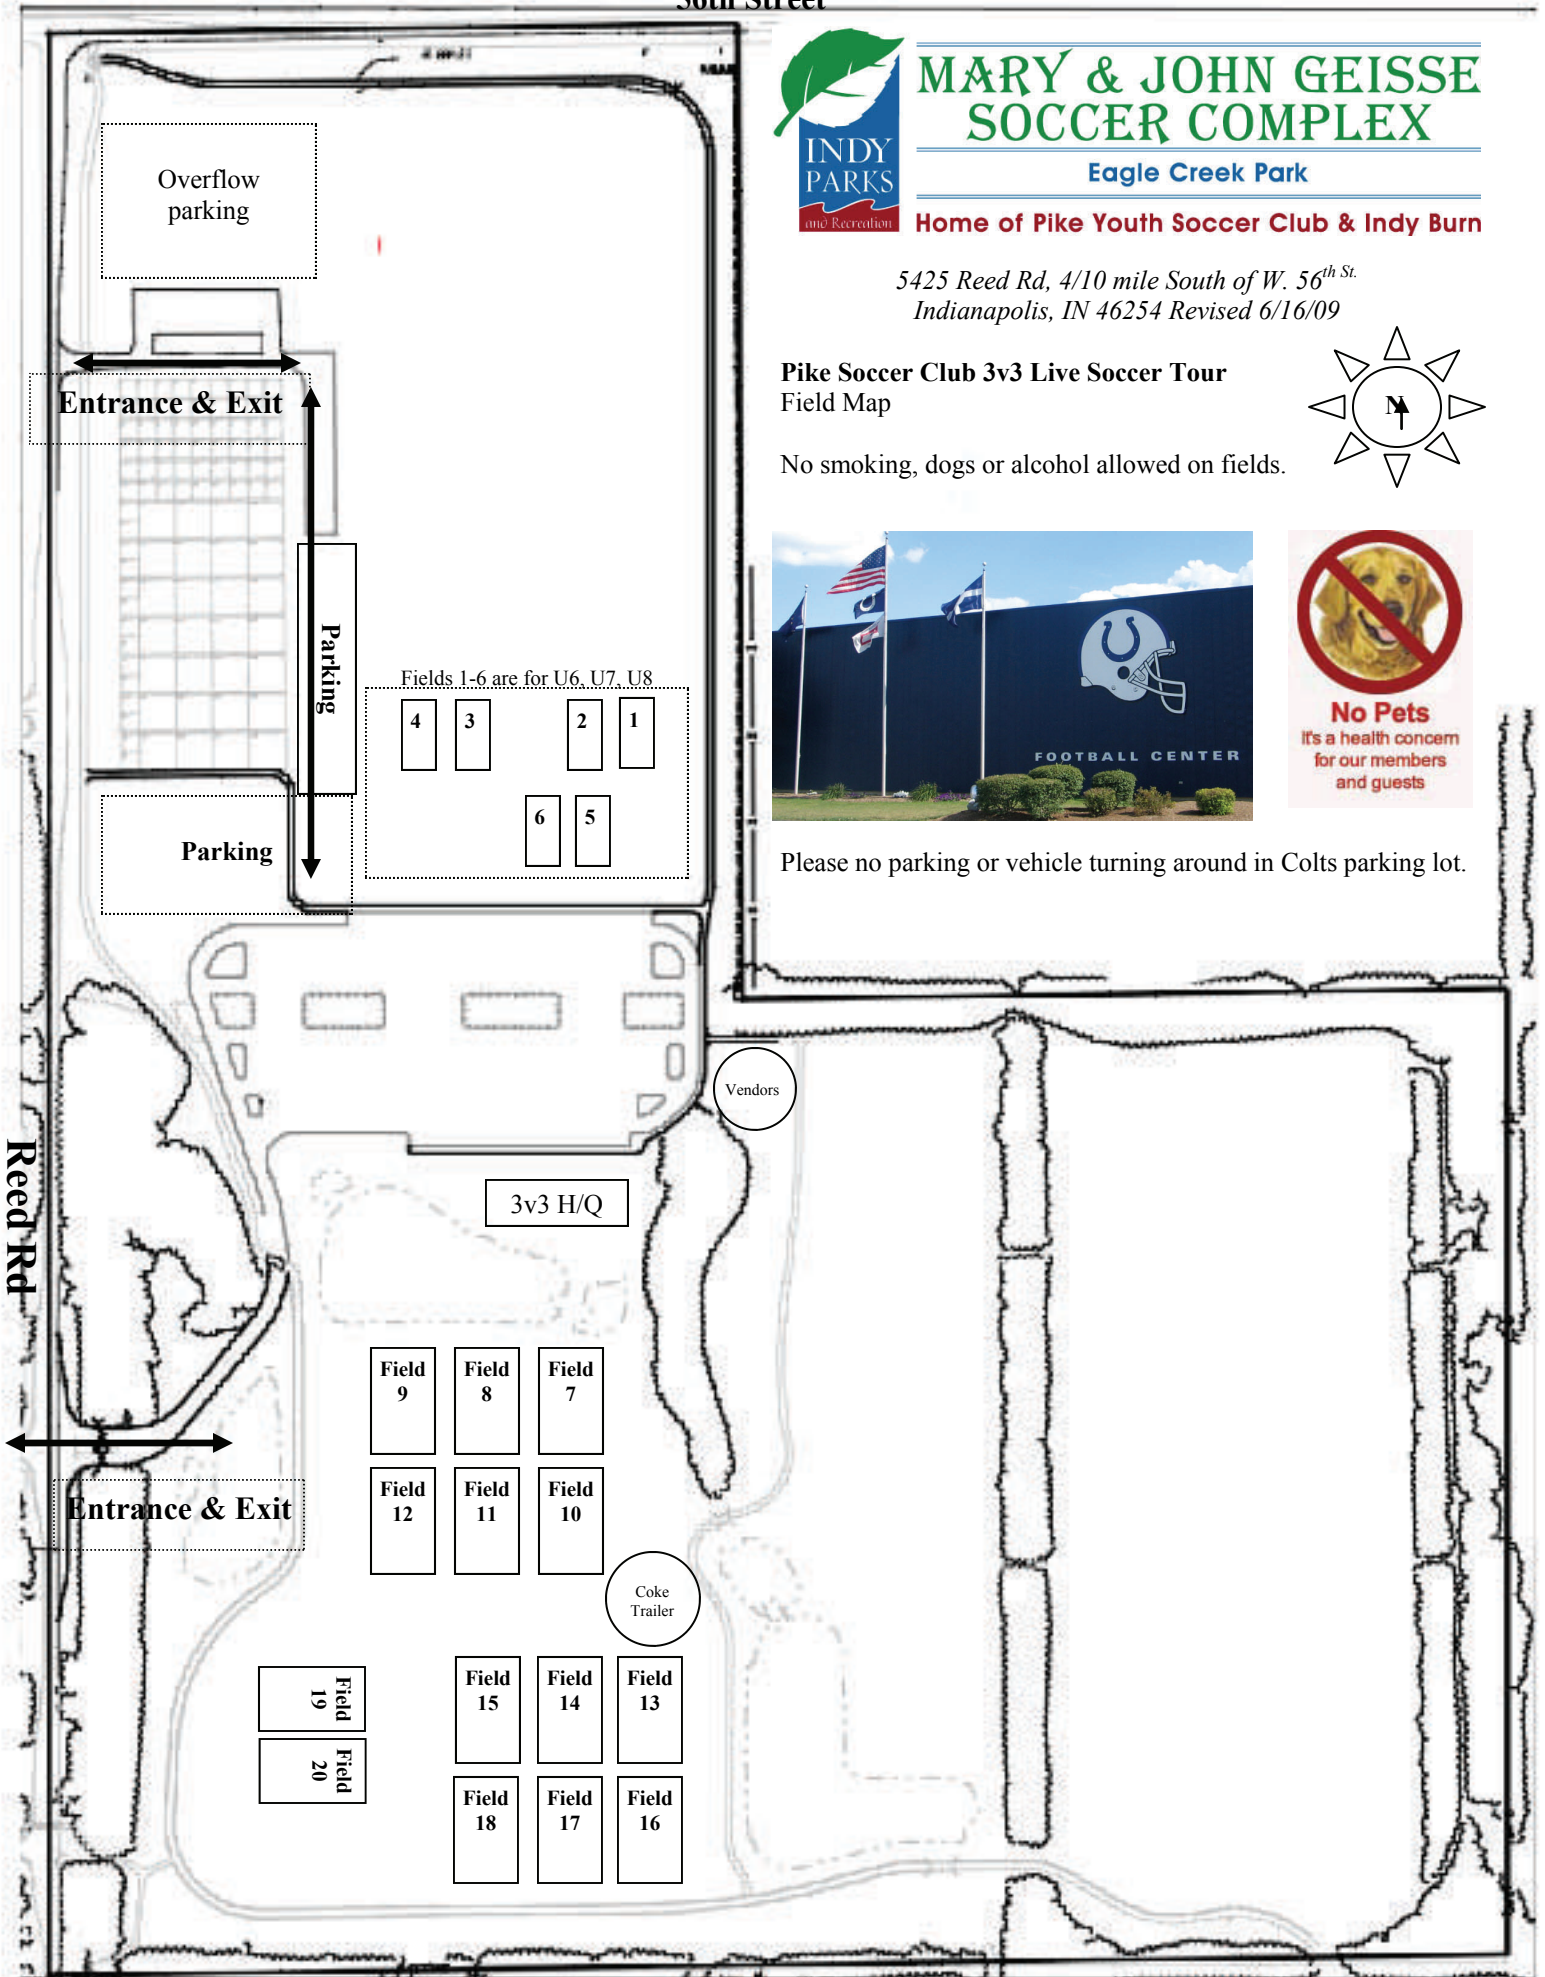 56th Street
MARY & JOHN GEISSE
SOCCER COMPLEX
Eagle Creek Park
Home of Pike Youth Soccer Club & Indy Burn
INDY
PARKS
and Recreation
5425 Reed Rd, 4/10 mile South of W. 56th St.
Indianapolis, IN 46254 Revised 6/16/09
Pike Soccer Club 3v3 Live Soccer Tour
Field Map
No smoking, dogs or alcohol allowed on fields.
N
FOOTBALL CENTER
No Pets
It's a health concern
for our members
and guests
Please no parking or vehicle turning around in Colts parking lot.
Overflow
parking
Entrance & Exit
Parking
Parking
Fields 1-6 are for U6, U7, U8
4
3
2
1
6
5
Vendors
3v3 H/Q
Reed Rd
Field
9
Field
8
Field
7
Field
12
Field
11
Field
10
Entrance & Exit
Coke
Trailer
Field
19
Field
20
Field
15
Field
14
Field
13
Field
18
Field
17
Field
16